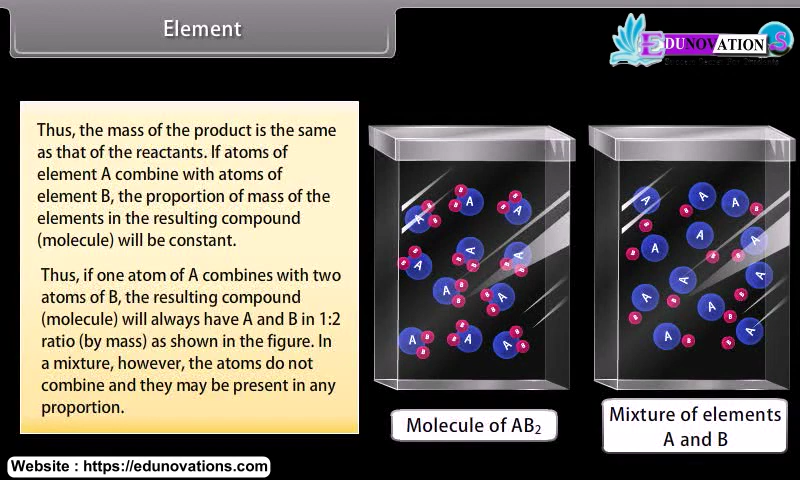 Element
EDUNOVATIONS
Thus, the mass of the product is the same
as that of the reactants. If atoms of
element A combine with atoms of
element B, the proportion of mass of the
elements in the resulting compound
(molecule) will be constant.
Thus, if one atom of A combines with two
atoms of B, the resulting compound
(molecule) will always have A and B in 1:2
ratio (by mass) as shown in the figure. In
a mixture, however, the atoms do not
combine and they may be present in any
proportion.
Molecule of AB₂
Mixture of elements
A and B
Website : https://edunovations.com